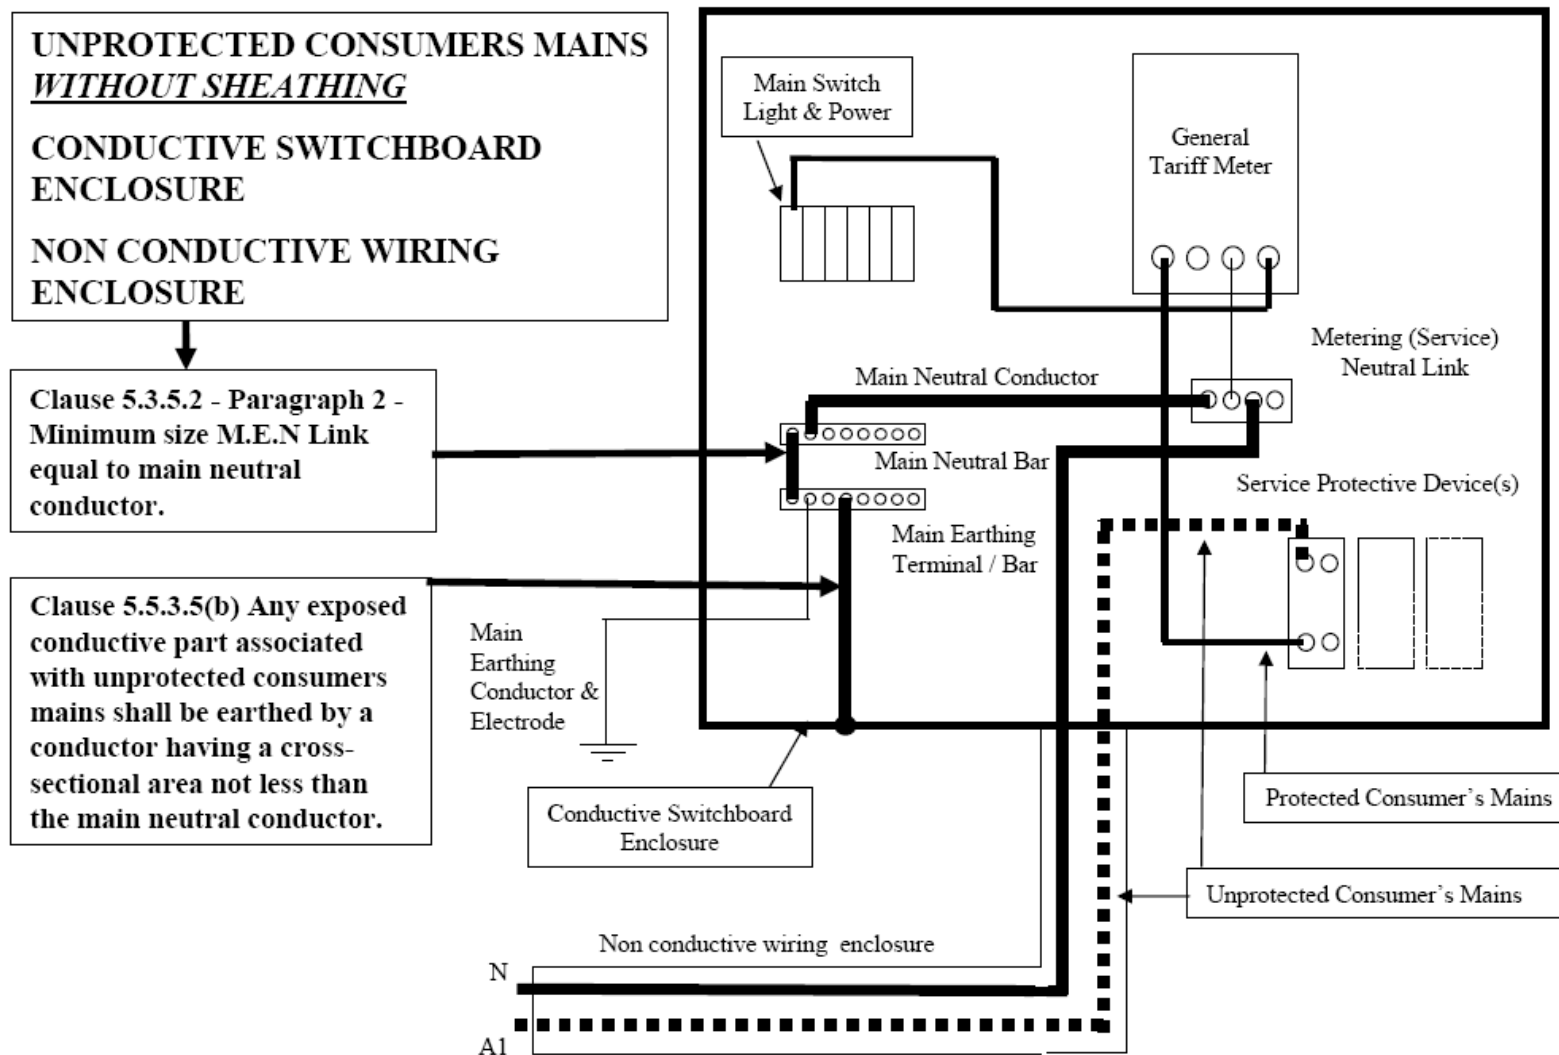 UNPROTECTED CONSUMERS MAINS
WITHOUT SHEATHING
CONDUCTIVE SWITCHBOARD
ENCLOSURE
NON CONDUCTIVE WIRING
ENCLOSURE
Clause 5.3.5.2 - Paragraph 2 -
Minimum size M.E.N Link
equal to main neutral
conductor.
Clause 5.5.3.5(b) Any exposed
conductive part associated
with unprotected consumers
mains shall be earthed by a
conductor having a cross-
sectional area not less than
the main neutral conductor.
Main Switch
Light & Power
General
Tariff Meter
Metering (Service)
Neutral Link
Main Neutral Conductor
Main Neutral Bar
Service Protective Device(s)
Main Earthing
Terminal / Bar
Main
Earthing
Conductor &
Electrode
Conductive Switchboard
Enclosure
Protected Consumer’s Mains
Unprotected Consumer’s Mains
Non conductive wiring enclosure
N
A1